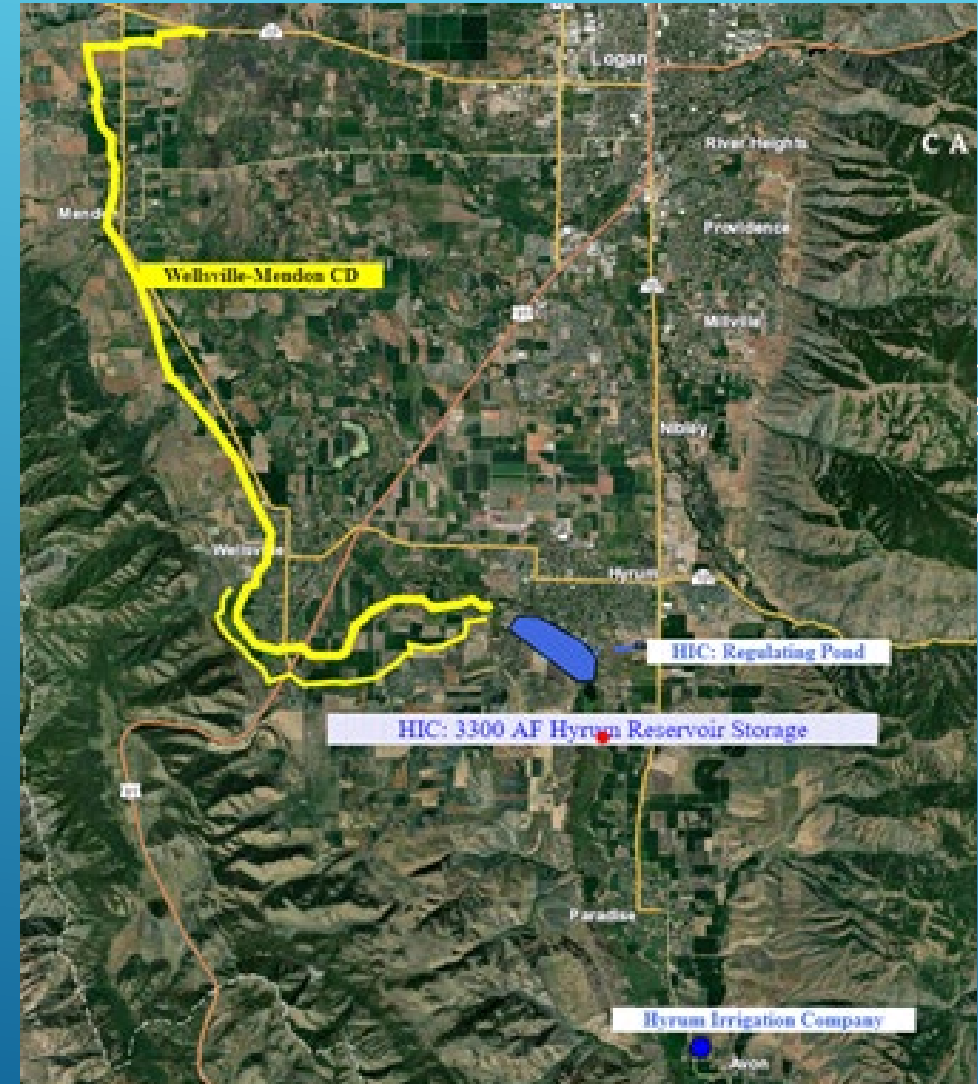 Logan
River Heights
C A
Mendo
Providence
Wellsville-Mendon CD
Millville
Nibley
Wellsville
Hyrum
HIC: Regulating Pond
HIC: 3300 AF Hyrum Reservoir Storage
Paradise
Hyrum Irrigation Company
Avon